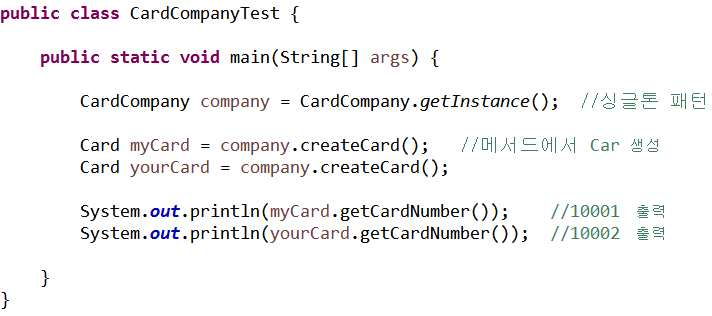 public class CardCompanyTest {
public static void main(String[] args) {
CardCompany company = CardCompany.getInstance();  //싱글톤 패턴
Card myCard = company.createCard();   //메서드에서 Car 생성
Card yourCard = company.createCard();
System.out.println(myCard.getCardNumber());    //10001 출력
System.out.println(yourCard.getCardNumber());  //10002 출력
}
}